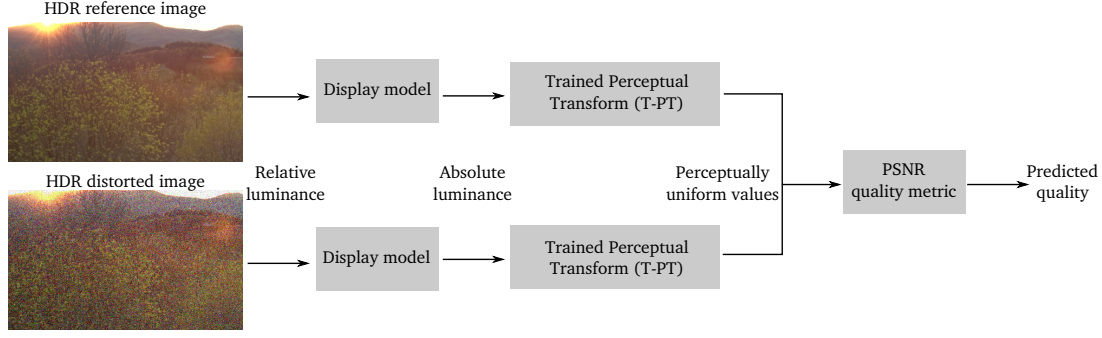 HDR reference image
Display model
Trained Perceptual
Transform (T-PT)
HDR distorted image
Relative
luminance
Absolute
luminance
Perceptually
uniform values
PSNR
quality metric
Predicted
quality
Display model
Trained Perceptual
Transform (T-PT)